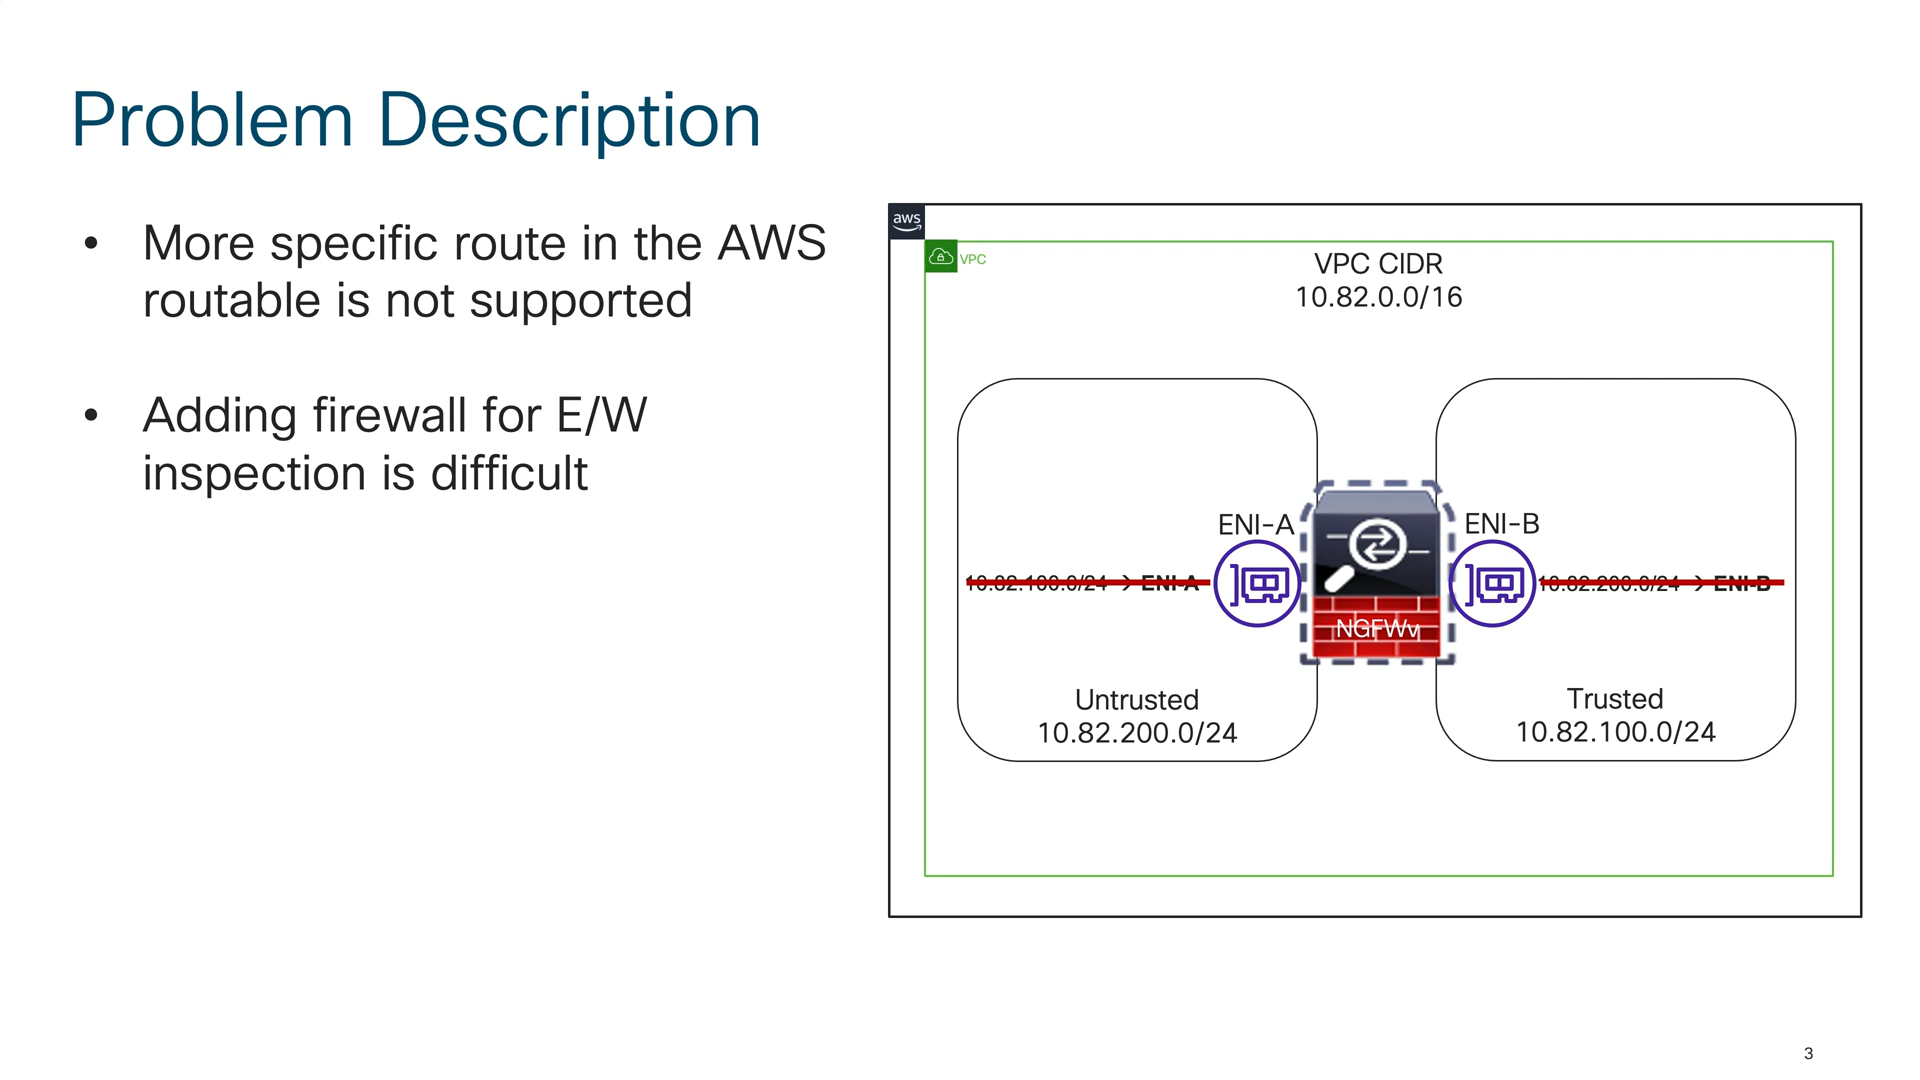 Problem Description
• More specific route in the AWS
routable is not supported
• Adding firewall for E/W
inspection is difficult
aws
VPC
VPC CIDR
10.82.0.0/16
ENI-A
ENI-B
10.82.100.0/24 → ENI-A
10.82.200.0/24 → ENI-B
NGFWv
Untrusted
10.82.200.0/24
Trusted
10.82.100.0/24
3